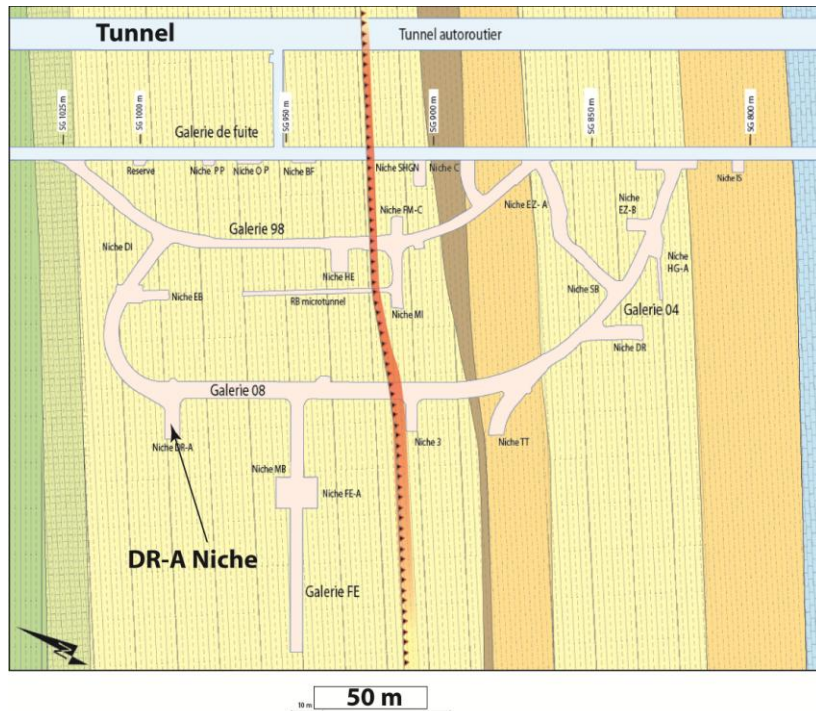 Tunnel
Tunnel autoroutier
SG 1025 m
SG 1000 m
SG 950 m
SG 900 m
SG 850 m
SG 800 m
Galerie de fuite
Reserve
Niche PP
Niche OP
Niche BF
Niche SHGN
Niche C
Niche IS
Niche FM-C
Niche EZ-A
Niche
EZ-B
Galerie 98
Niche DI
Niche
HG-A
Niche HE
Niche EB
RB microtunnel
Niche MI
Niche SB
Galerie 04
Niche DR
Galerie 08
Niche DR-A
Niche 3
Niche TT
Niche MB
Niche FE-A
DR-A Niche
Galerie FE
N
10 m
50 m